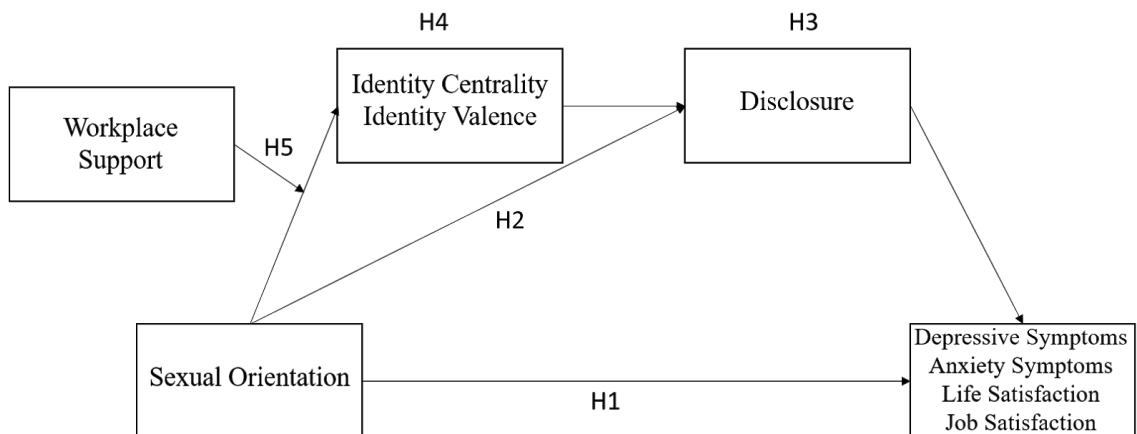 H4
H3
Identity Centrality
Identity Valence
Disclosure
Workplace
Support
H5
H2
Sexual Orientation
H1
Depressive Symptoms
Anxiety Symptoms
Life Satisfaction
Job Satisfaction